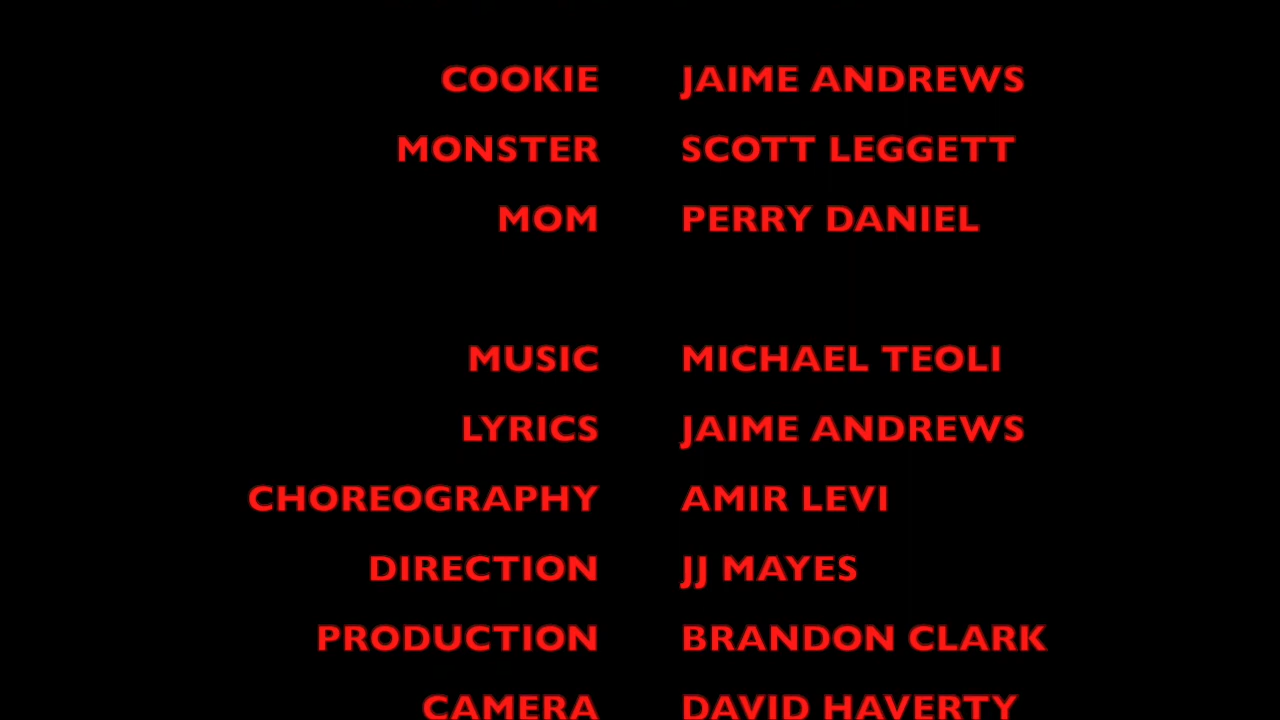 COOKIE JAIME ANDREWS
MONSTER SCOTT LEGGETT
MOM PERRY DANIEL
MUSIC MICHAEL TEOLI
LYRICS JAIME ANDREWS
CHOREOGRAPHY AMIR LEVI
DIRECTION JJ MAYES
PRODUCTION BRANDON CLARK
CAMERA DAVID HAVERTY